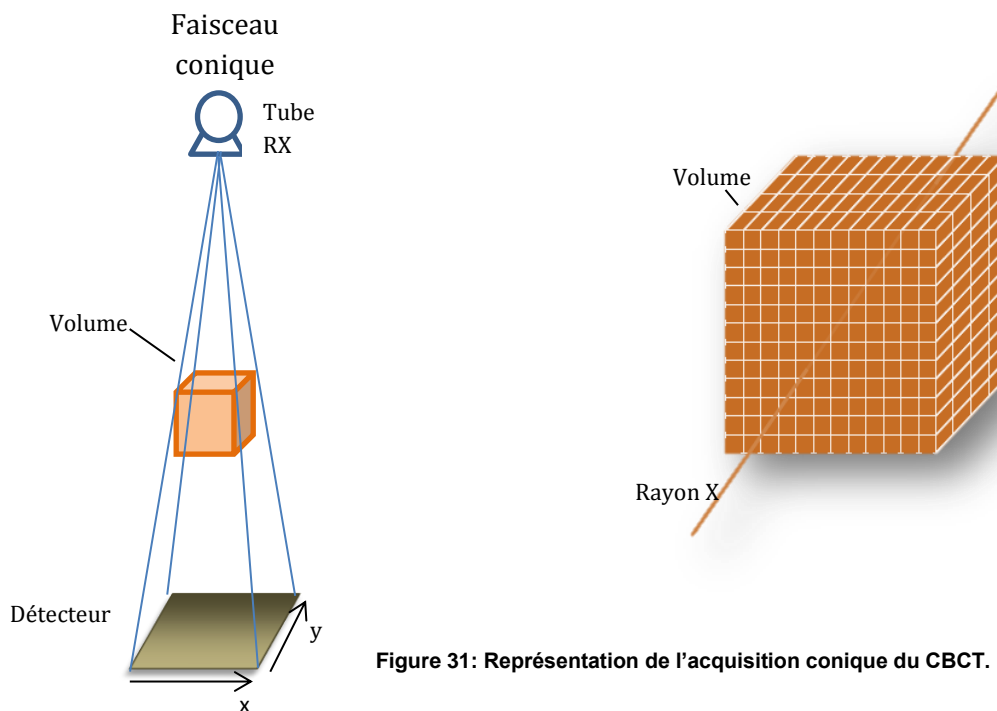 Faisceau
conique
Tube
RX
Volume
Détecteur
y
x
Volume
Rayon X
Figure 31: Représentation de l’acquisition conique du CBCT.